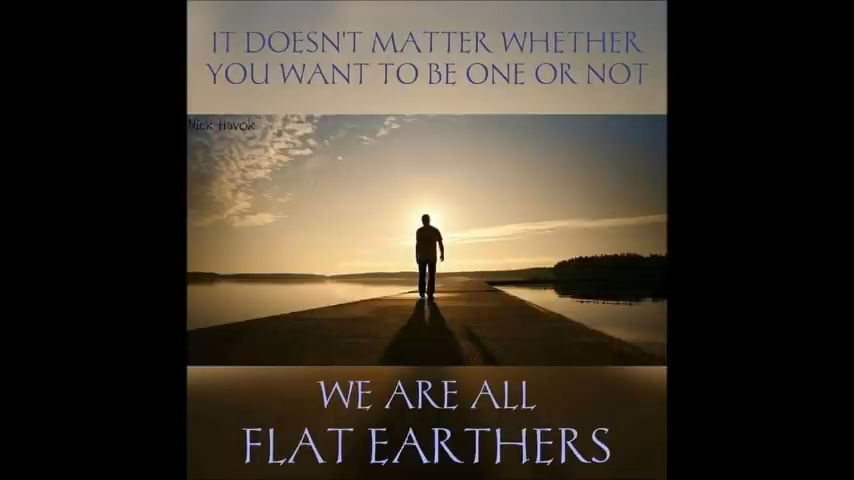 IT DOESN'T MATTER WHETHER
YOU WANT TO BE ONE OR NOT
Nick Havok
WE ARE ALL
FLAT EARTHERS